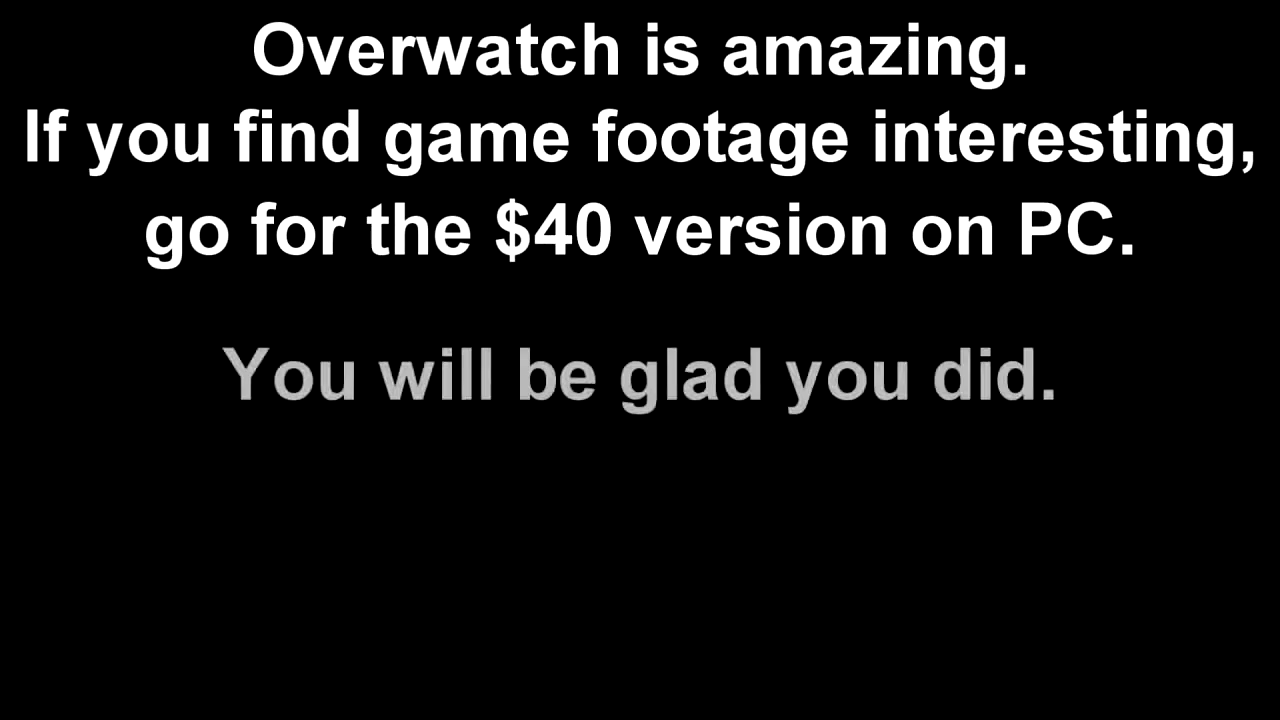 Overwatch is amazing.
If you find game footage interesting,
go for the $40 version on PC.
You will be glad you did.